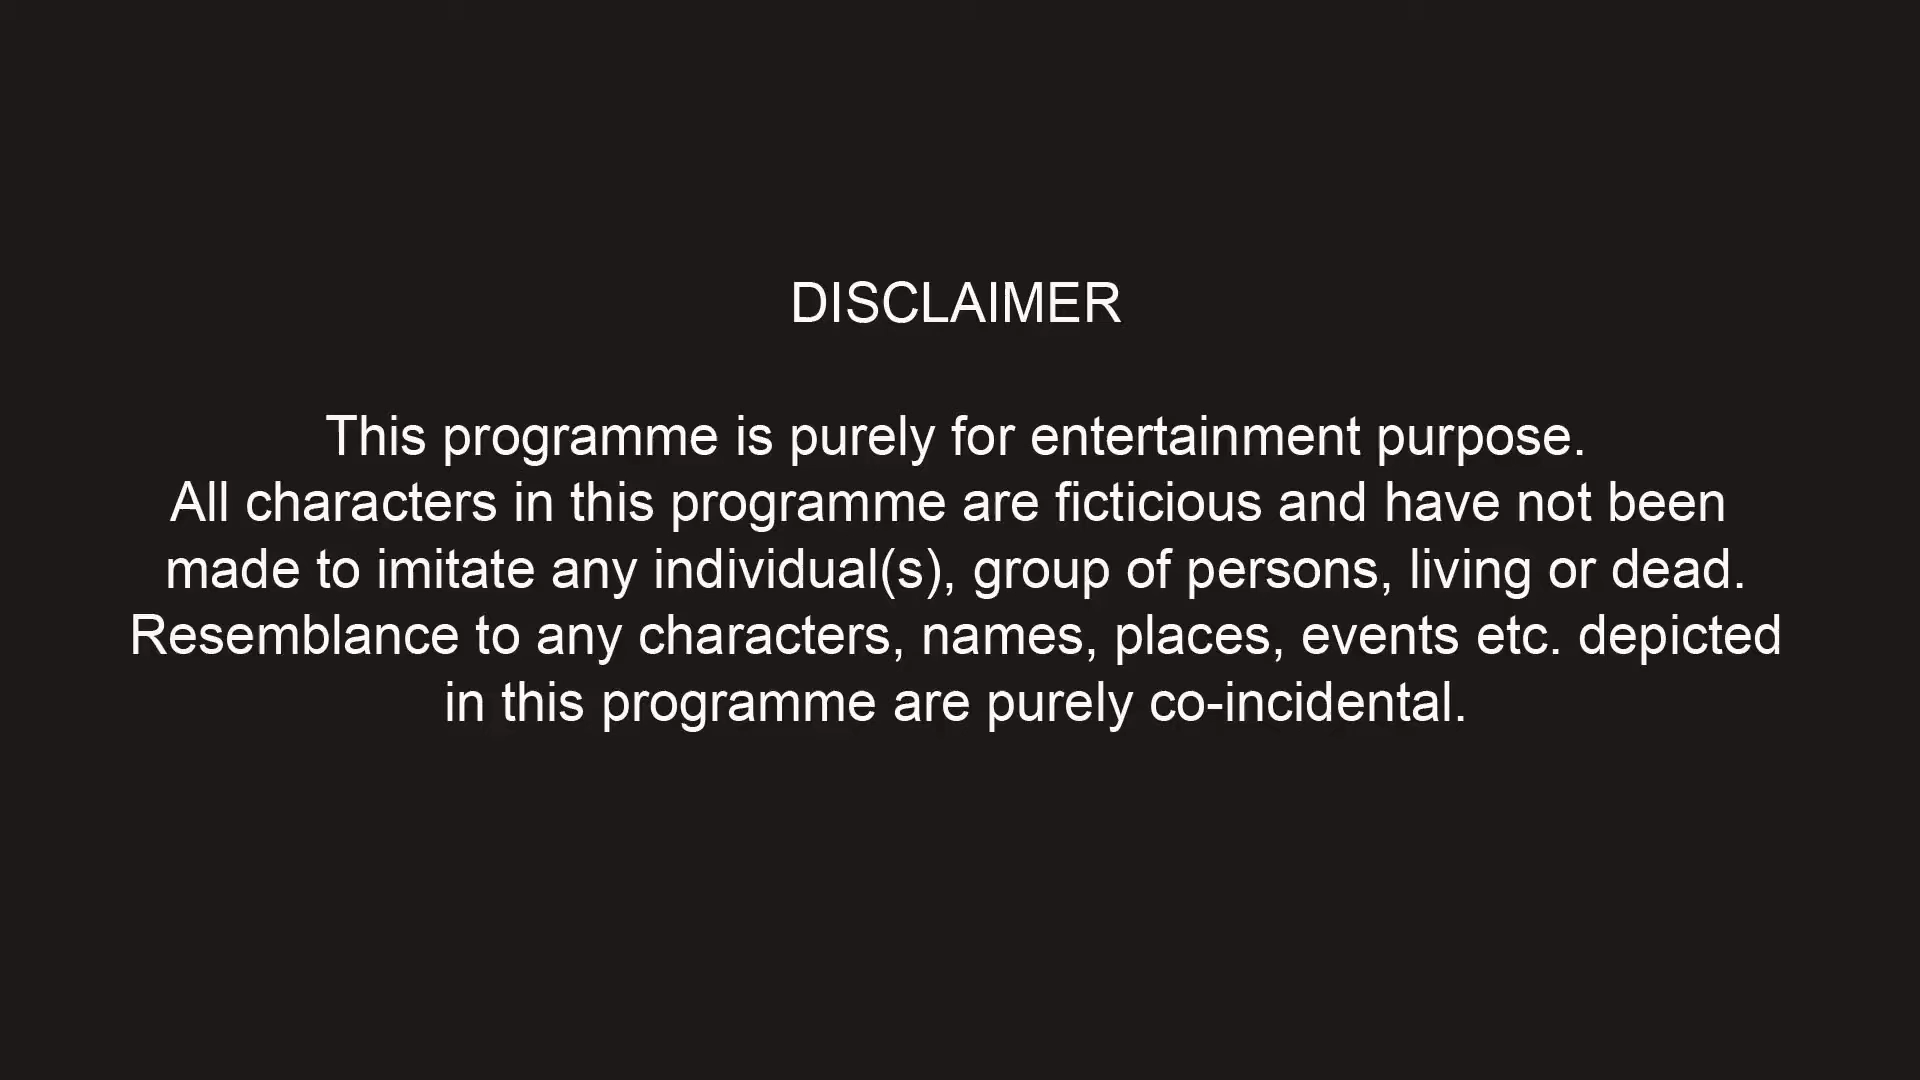 DISCLAIMER
This programme is purely for entertainment purpose.
All characters in this programme are ficticious and have not been
made to imitate any individual(s), group of persons, living or dead.
Resemblance to any characters, names, places, events etc. depicted
in this programme are purely co-incidental.